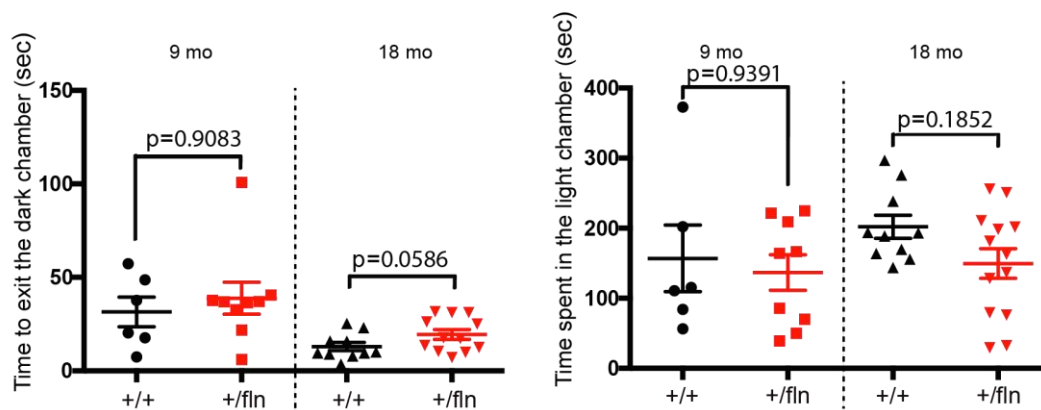 Time to exit the dark chamber (sec)
9 mo
18 mo
150
100
50
0
p=0.9083
p=0.0586
+/+
+/fln
+/+
+/fln
Time spent in the light chamber (sec)
9 mo
18 mo
400
300
200
100
0
p=0.9391
p=0.1852
+/+
+/fln
+/+
+/fln